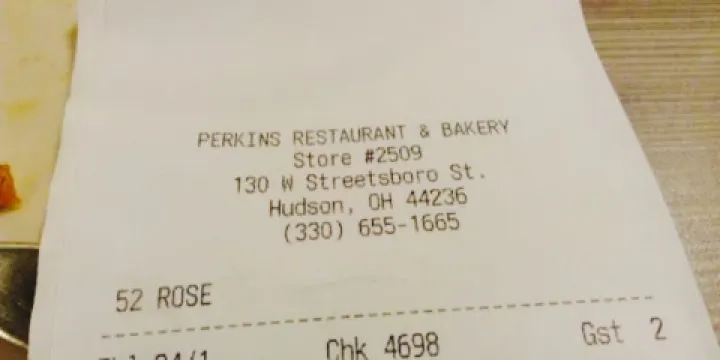 PERKINS RESTAURANT & BAKERY
Store #2509
130 W Streetsboro St.
Hudson, OH 44236
(330) 655-1665
52 ROSE
Chk 4698 Gst 2